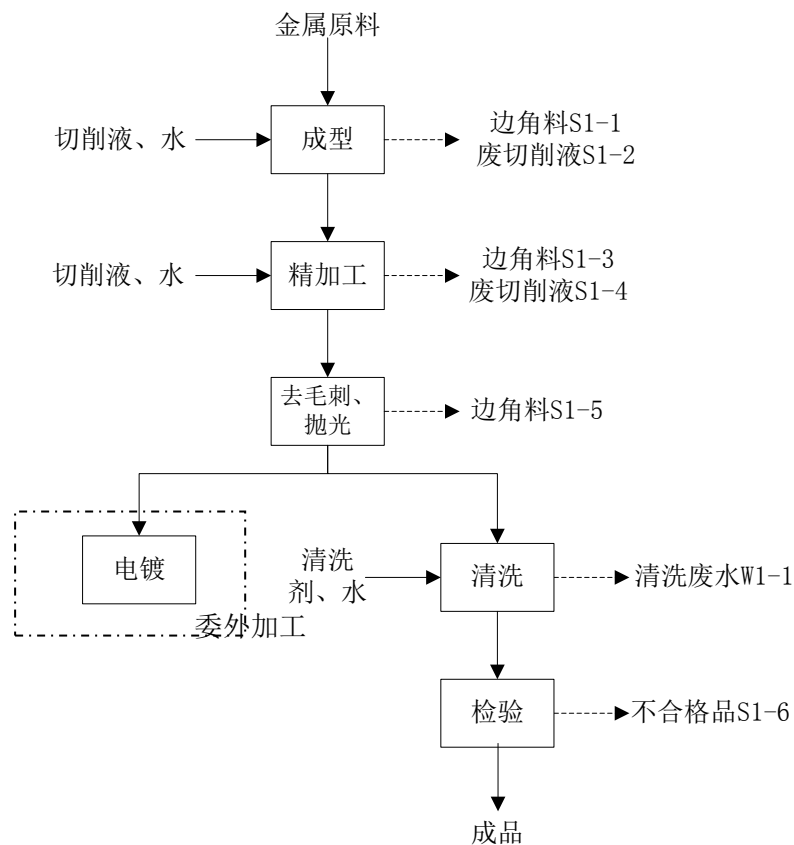 金属原料
切削液、水
成型
边角料S1-1
废切削液S1-2
切削液、水
精加工
边角料S1-3
废切削液S1-4
去毛刺、
抛光
边角料S1-5
电镀
委外加工
清洗
剂、水
清洗
清洗废水W1-1
检验
不合格品S1-6
成品